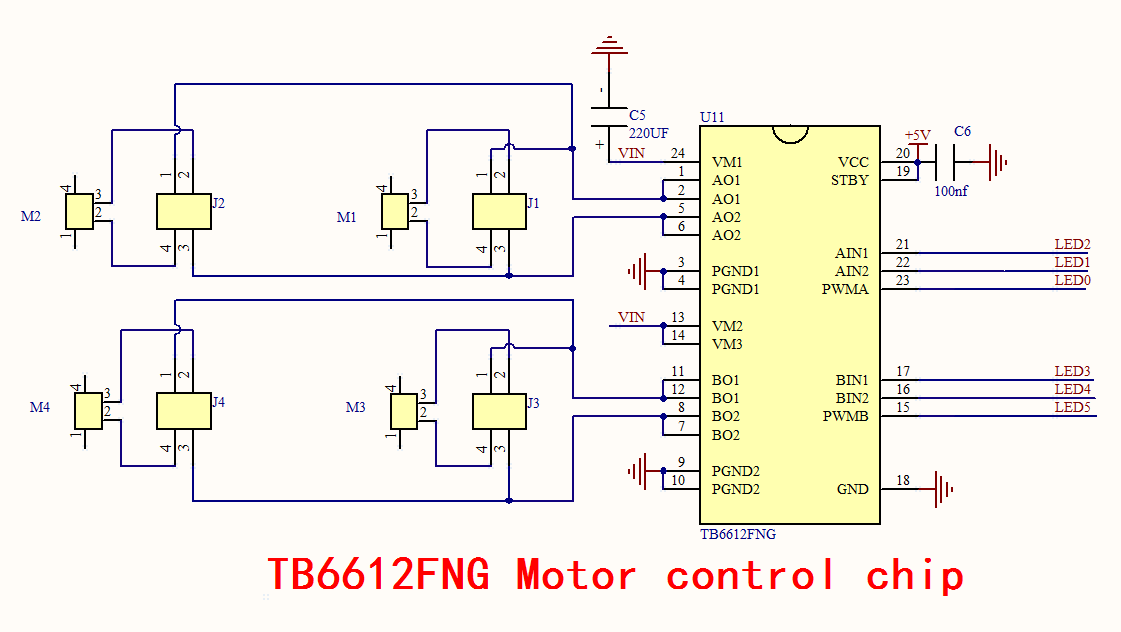 -
C5
220UF
+
VIN
U11
+5V
C6
100nf
24 VM1
1 AO1
2 AO1
5 AO2
6 AO2
3 PGND1
4 PGND1
VIN
13 VM2
14 VM3
11 BO1
12 BO1
8 BO2
7 BO2
9 PGND2
10 PGND2
VCC 20
STBY 19
AIN1 21 LED2
AIN2 22 LED1
PWMA 23 LED0
BIN1 17 LED3
BIN2 16 LED4
PWMB 15 LED5
GND 18
TB6612FNG
M2
4
3
2
1
1 2
J2
4 3
M1
4
3
2
1
1 2
J1
4 3
M4
4
3
2
1
1 2
J4
4 3
M3
4
3
2
1
1 2
J3
4 3
TB6612FNG Motor control chip